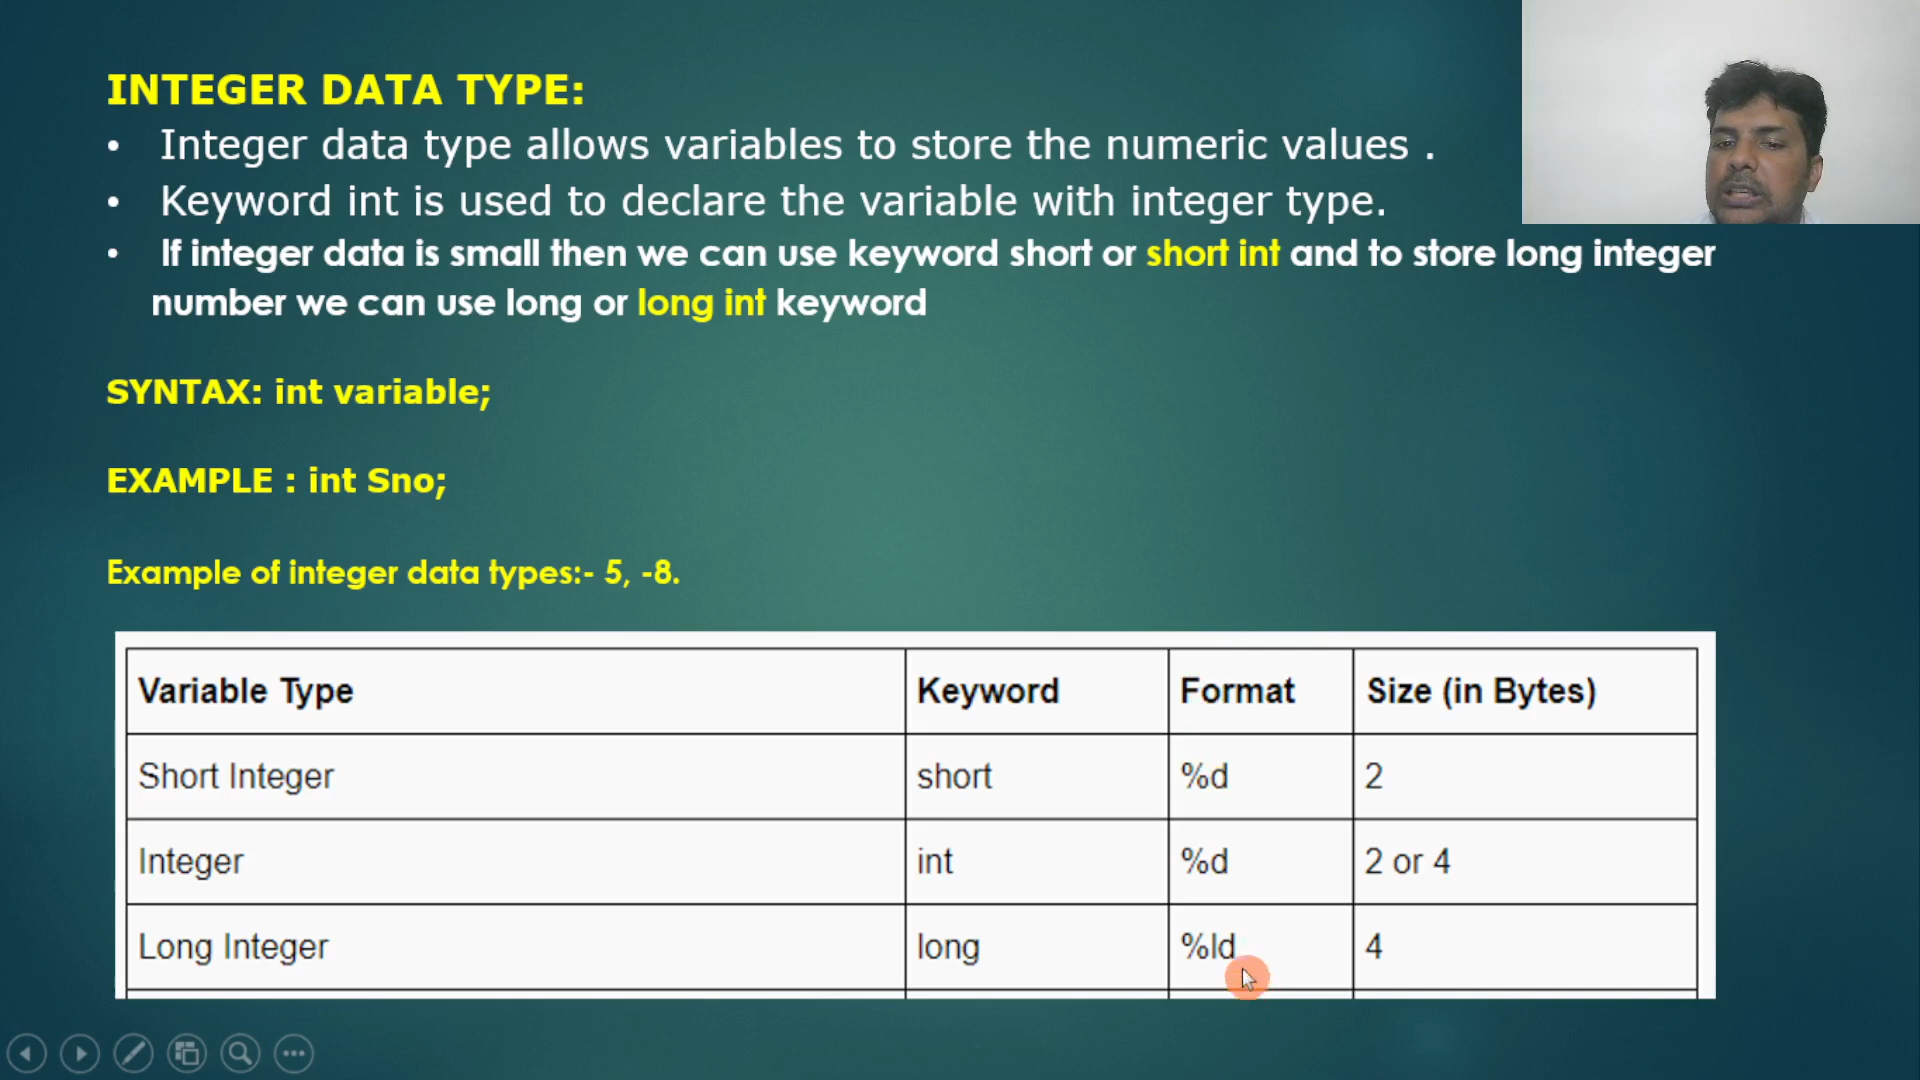 INTEGER DATA TYPE:
• Integer data type allows variables to store the numeric values .
• Keyword int is used to declare the variable with integer type.
• If integer data is small then we can use keyword short or short int and to store long integer
number we can use long or long int keyword
SYNTAX: int variable;
EXAMPLE : int Sno;
Example of integer data types:- 5, -8.
Variable Type Keyword Format Size (in Bytes)
Short Integer short %d 2
Integer int %d 2 or 4
Long Integer long %ld 4